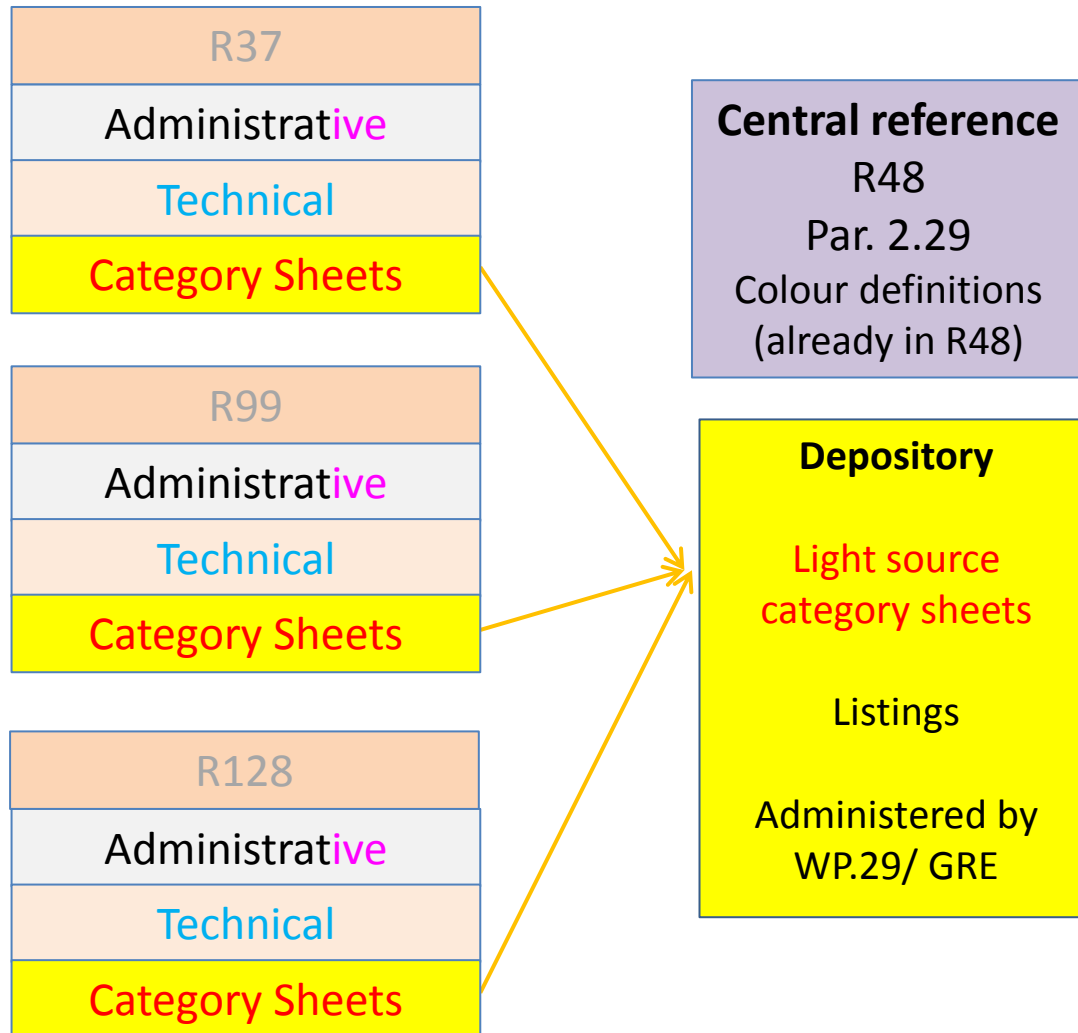 R37
Administrative
Technical
Category Sheets
R99
Administrative
Technical
Category Sheets
R128
Administrative
Technical
Category Sheets
Central reference
R48
Par. 2.29
Colour definitions
(already in R48)
Depository
Light source
category sheets
Listings
Administered by
WP.29/ GRE